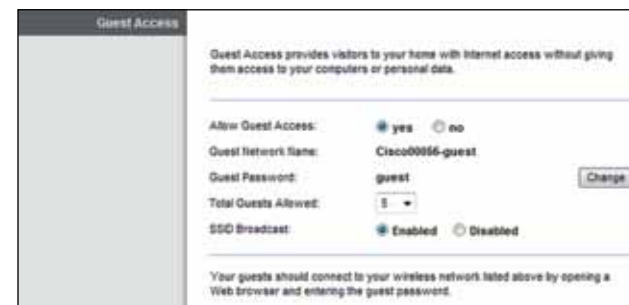 Guest Access
Guest Access provides visitors to your home with Internet access without giving
them access to your computers or personal data.
Allow Guest Access: yes no
Guest Network Name: Cisco00056-guest
Guest Password: guest Change
Total Guests Allowed: 5
SSID Broadcast: Enabled Disabled
Your guests should connect to your wireless network listed above by opening a
Web browser and entering the guest password.